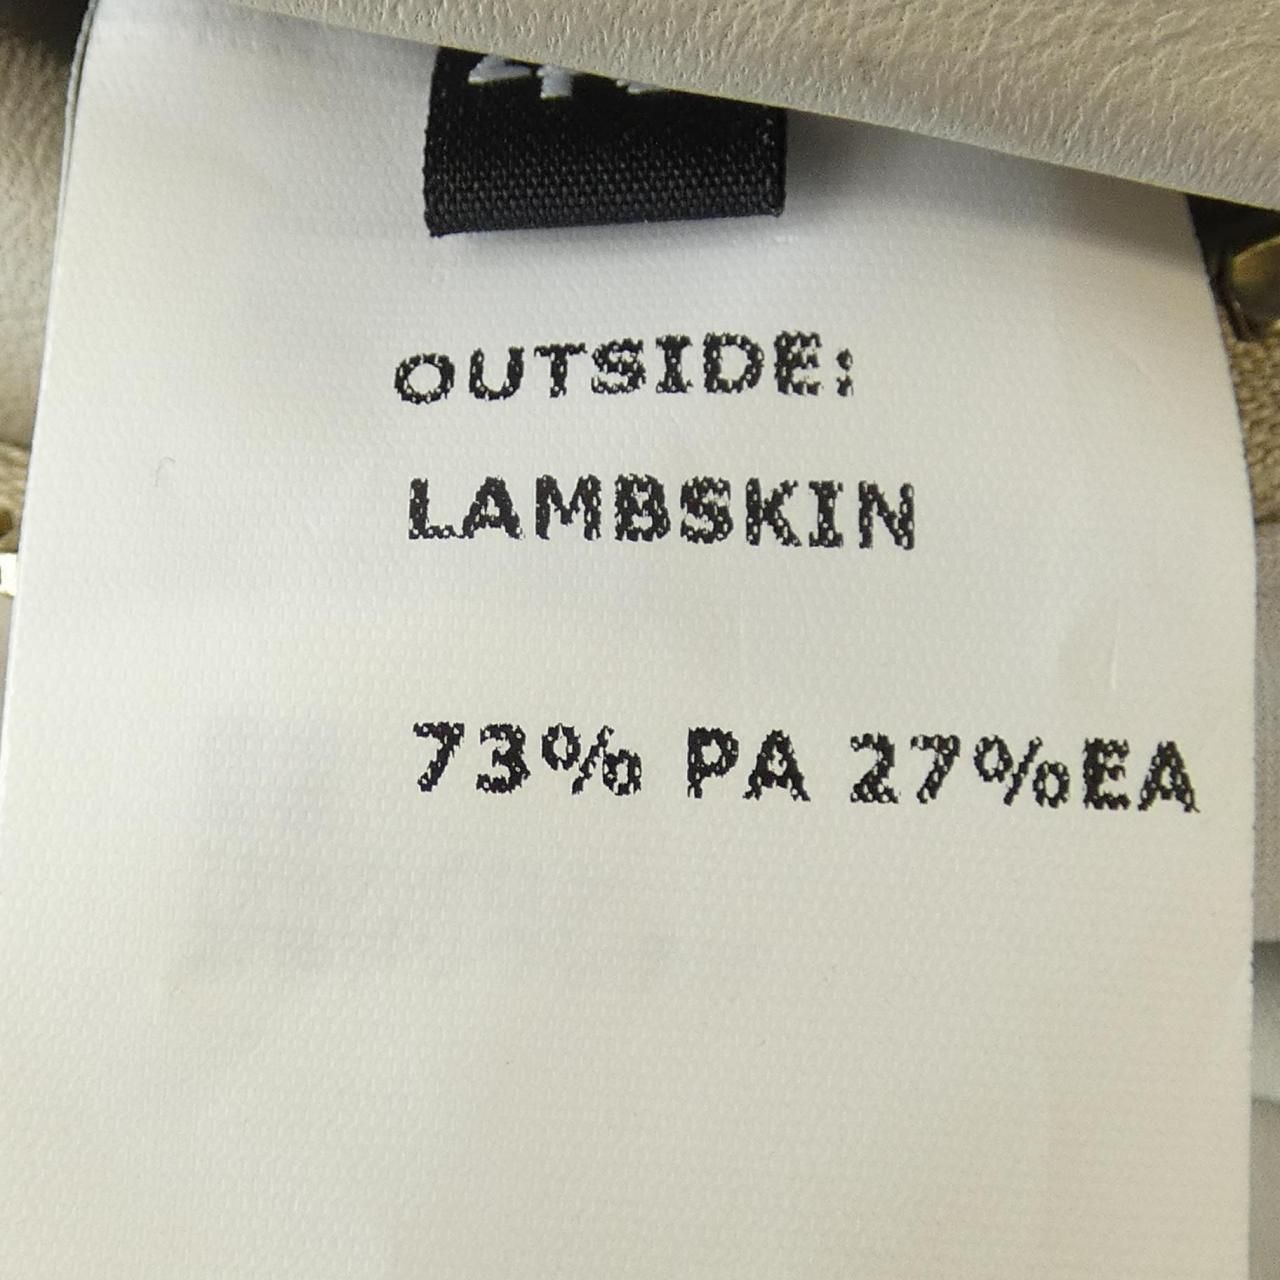 OUTSIDE:
LAMBSKIN
73% PA 27%EA